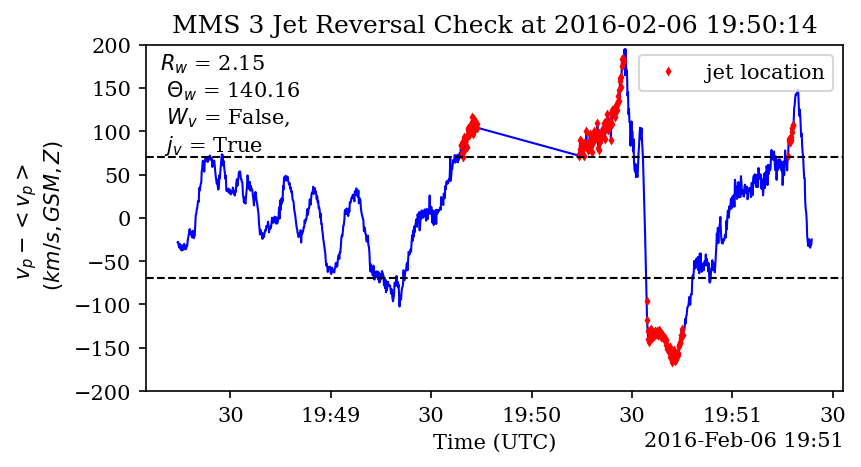 MMS 3 Jet Reversal Check at 2016-02-06 19:50:14
R_w = 2.15
Θ_w = 140.16
W_v = False,
j_v = True
jet location
200
150
100
50
0
−50
−100
−150
−200
v_p − <v_p>
(km/s, GSM, Z)
30 19:49 30 19:50 30 19:51 30
Time (UTC)
2016-Feb-06 19:51